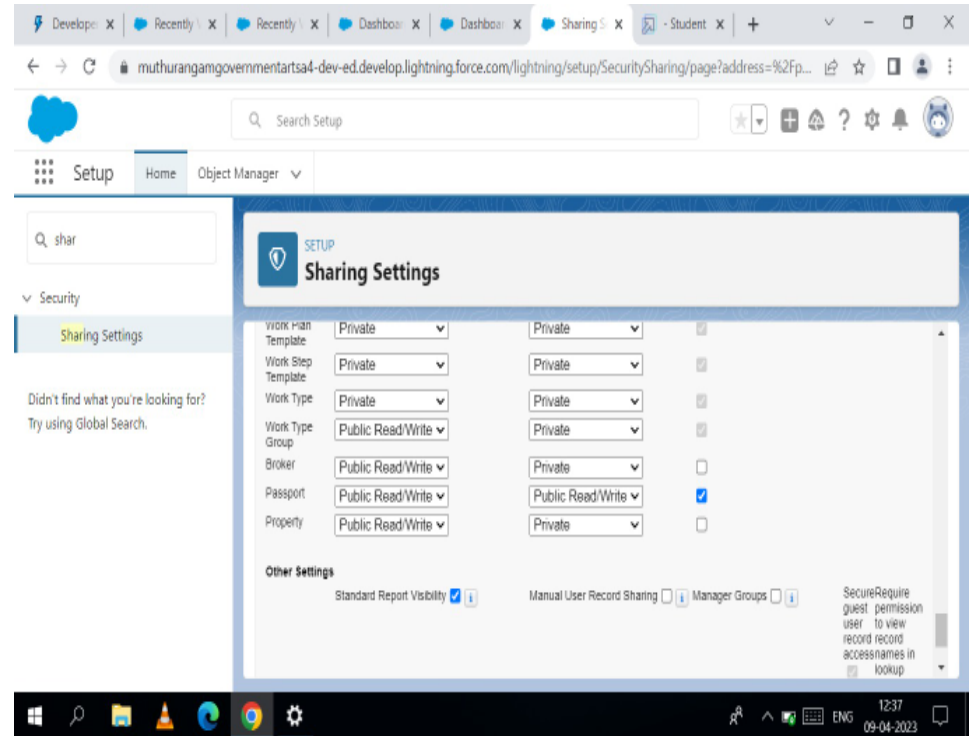 Develope X Recently \ X Recently \ X Dashboa: X Dashboa: X Sharing S X - Student X +
muthurangamgovernmentartsa4-dev-ed.develop.lightning.force.com/lightning/setup/SecuritySharing/page?address=%2Fp...
Search Setup
Setup Home Object Manager
shar
Security
Sharing Settings
Didn't find what you're looking for?
Try using Global Search.
SETUP
Sharing Settings
Work Plan
Template Private Private
Work Step
Template Private Private
Work Type Private Private
Work Type
Group Public Read/Write Private
Broker Public Read/Write Private
Passport Public Read/Write Public Read/Write
Property Public Read/Write Private
Other Settings
Standard Report Visibility i Manual User Record Sharing i Manager Groups i
Secure Require
guest permission
user to view
record record
access names in
lookup
ENG
12:37
09-04-2023